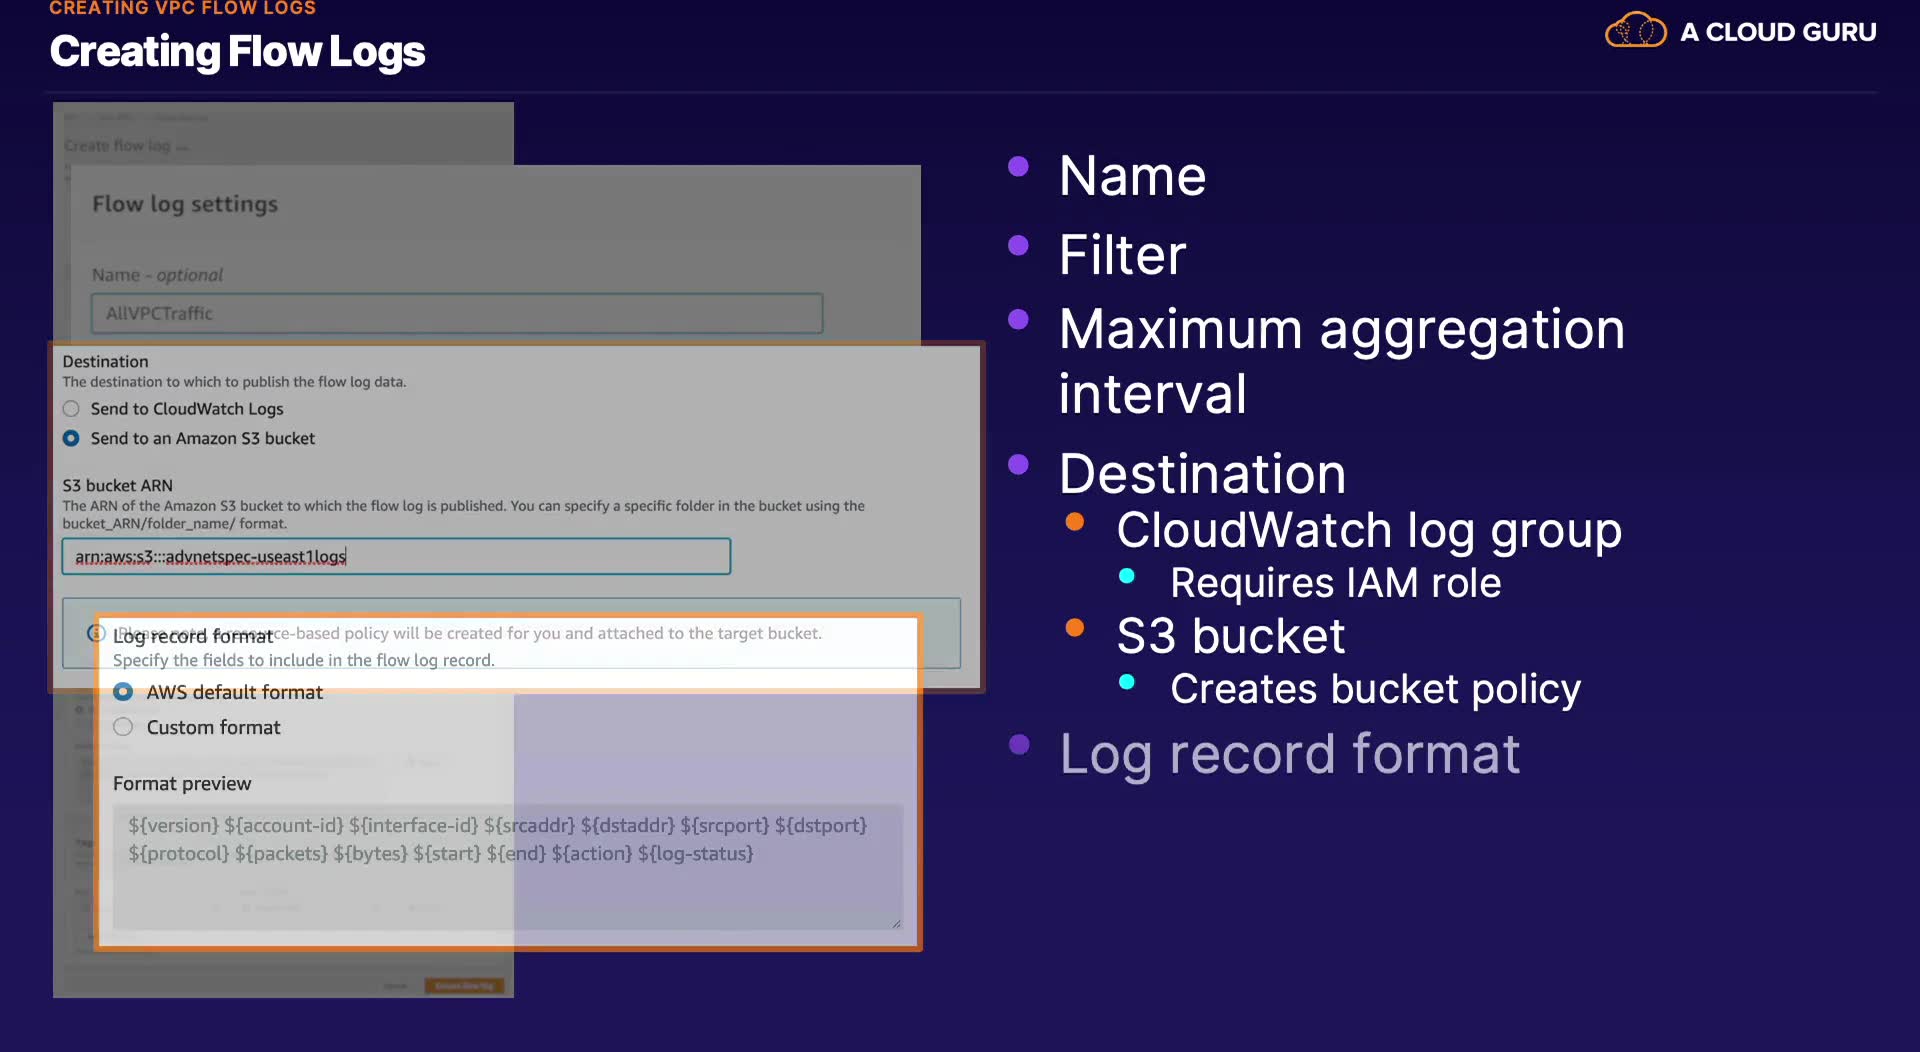 CREATING VPC FLOW LOGS
Creating Flow Logs
A CLOUD GURU
Create flow log
Flow log settings
Name - optional
AllVPCTraffic
Destination
The destination to which to publish the flow log data.
Send to CloudWatch Logs
Send to an Amazon S3 bucket
S3 bucket ARN
The ARN of the Amazon S3 bucket to which the flow log is published. You can specify a specific folder in the bucket using the
bucket_ARN/folder_name/ format.
arn:aws:s3:::advnetspec-useast1logs
Please note, a resource-based policy will be created for you and attached to the target bucket.
Log record format
Specify the fields to include in the flow log record.
AWS default format
Custom format
Format preview
${version} ${account-id} ${interface-id} ${srcaddr} ${dstaddr} ${srcport} ${dstport}
${protocol} ${packets} ${bytes} ${start} ${end} ${action} ${log-status}
Create flow log
Name
Filter
Maximum aggregation
interval
Destination
CloudWatch log group
Requires IAM role
S3 bucket
Creates bucket policy
Log record format